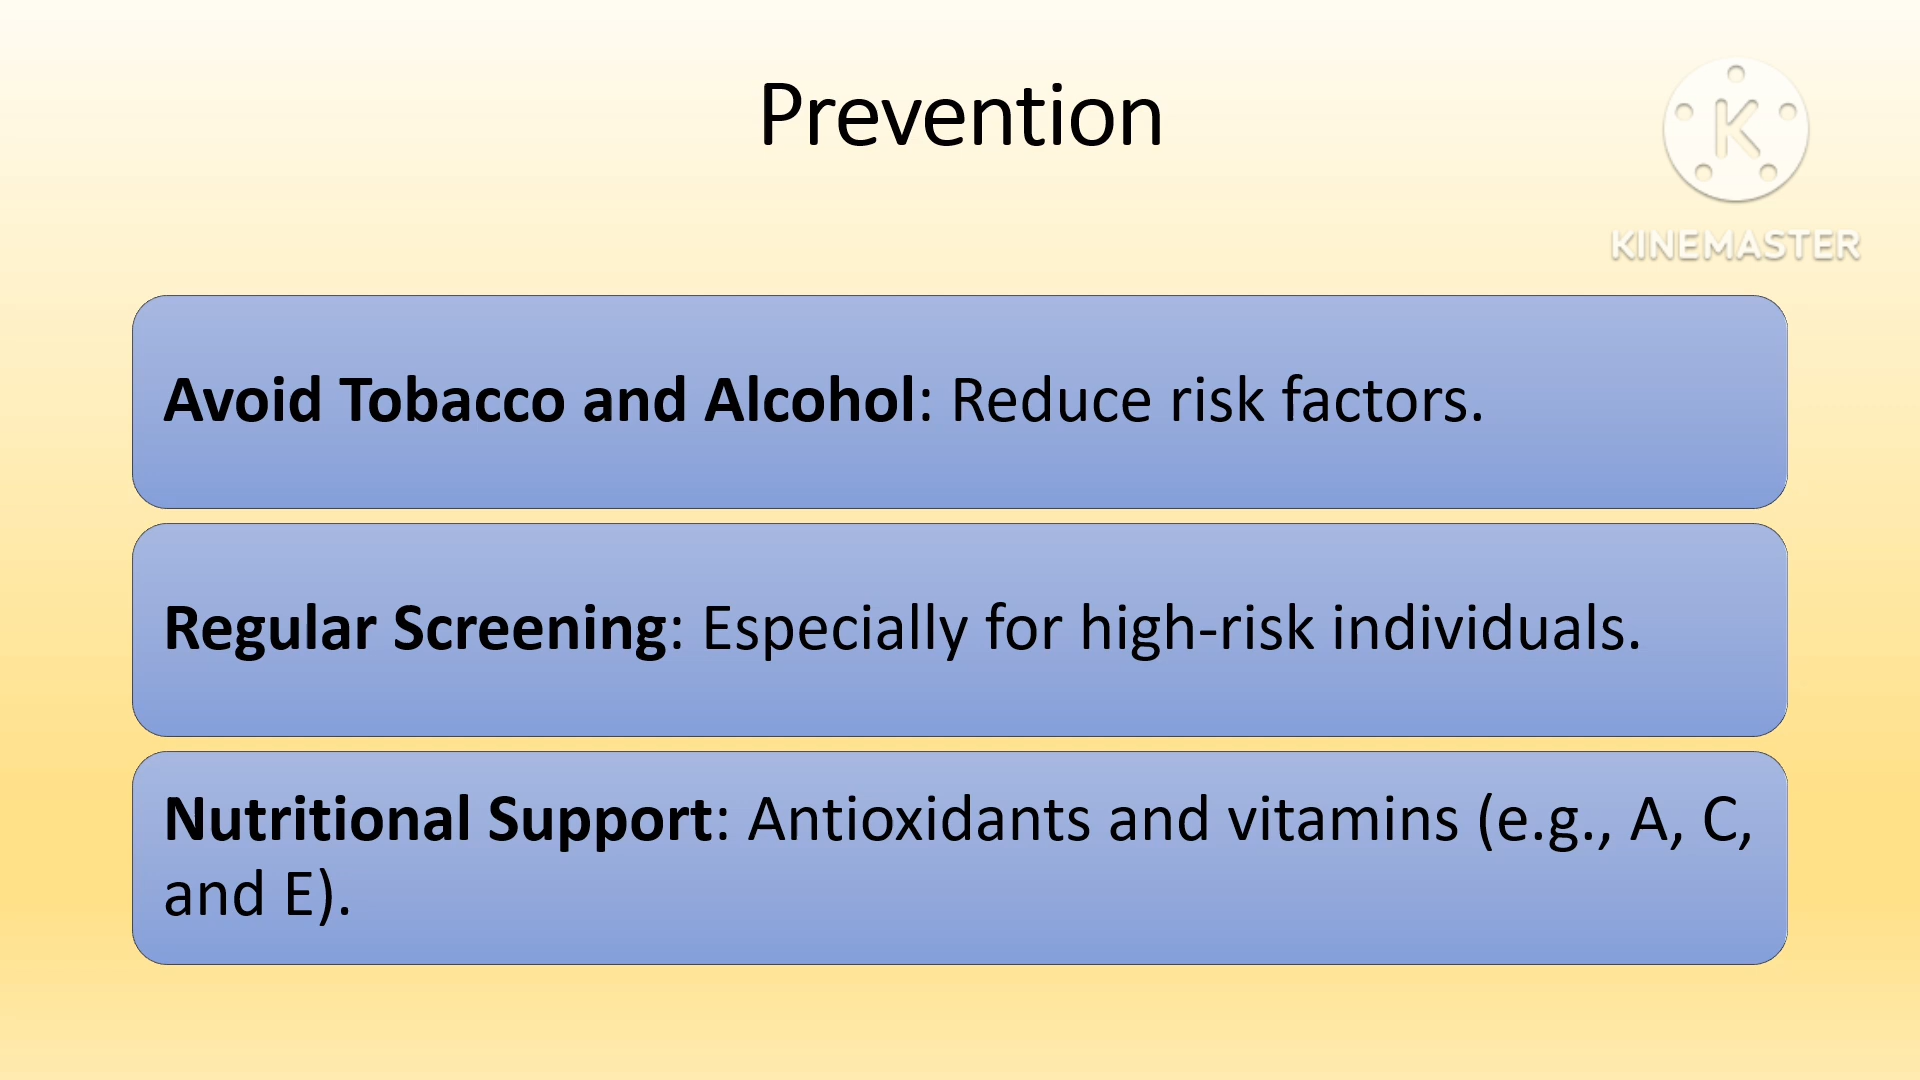 Prevention
K
KINEMASTER
Avoid Tobacco and Alcohol: Reduce risk factors.
Regular Screening: Especially for high-risk individuals.
Nutritional Support: Antioxidants and vitamins (e.g., A, C,
and E).